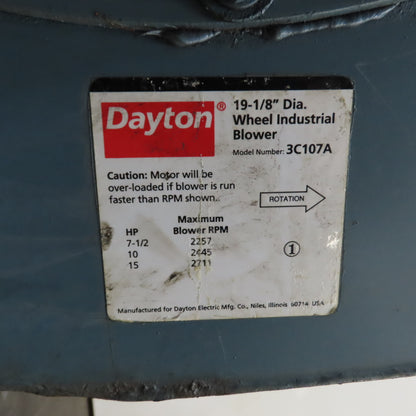 Dayton®
19-1/8" Dia.
Wheel Industrial
Blower
Model Number: 3C107A
Caution: Motor will be
over-loaded if blower is run
faster than RPM shown.
ROTATION
Maximum
HP Blower RPM
7-1/2 2257
10 2445
15 2711
1
Manufactured for Dayton Electric Mfg. Co., Niles, Illinois 60714 USA